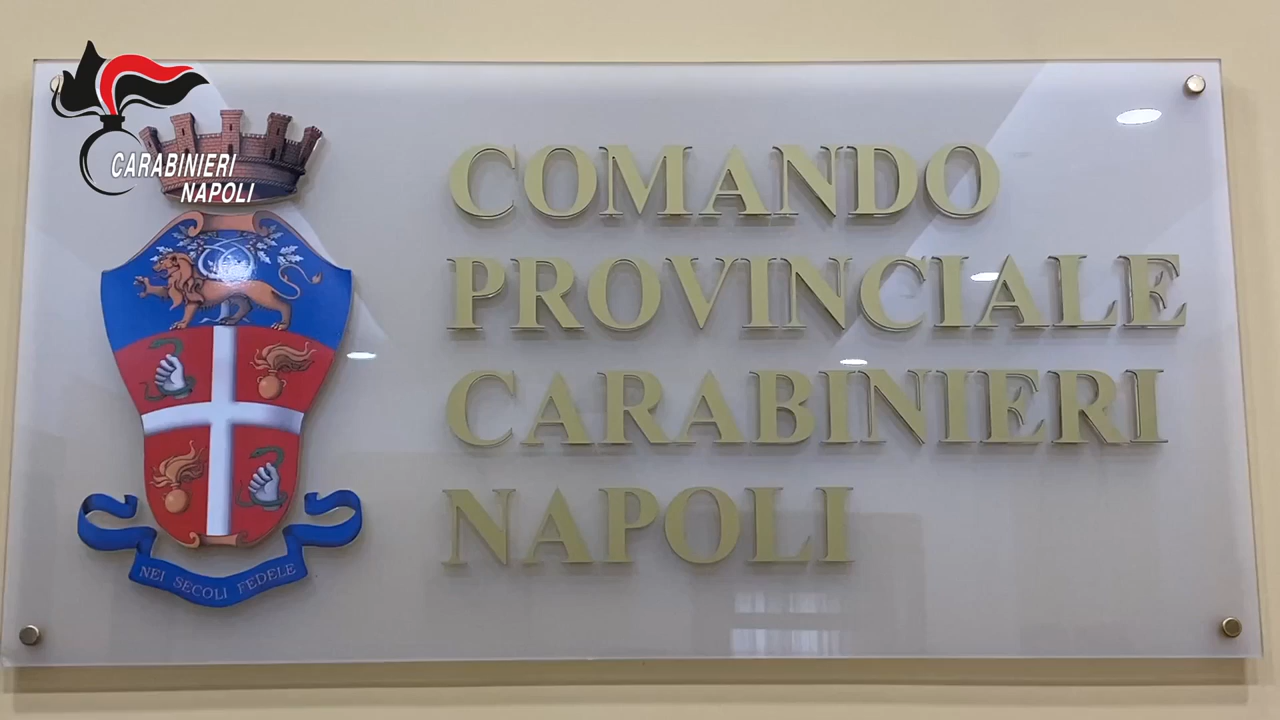 CARABINIERI
NAPOLI
COMANDO
PROVINCIALE
CARABINIERI
NAPOLI
NEI SECOLI FEDELE